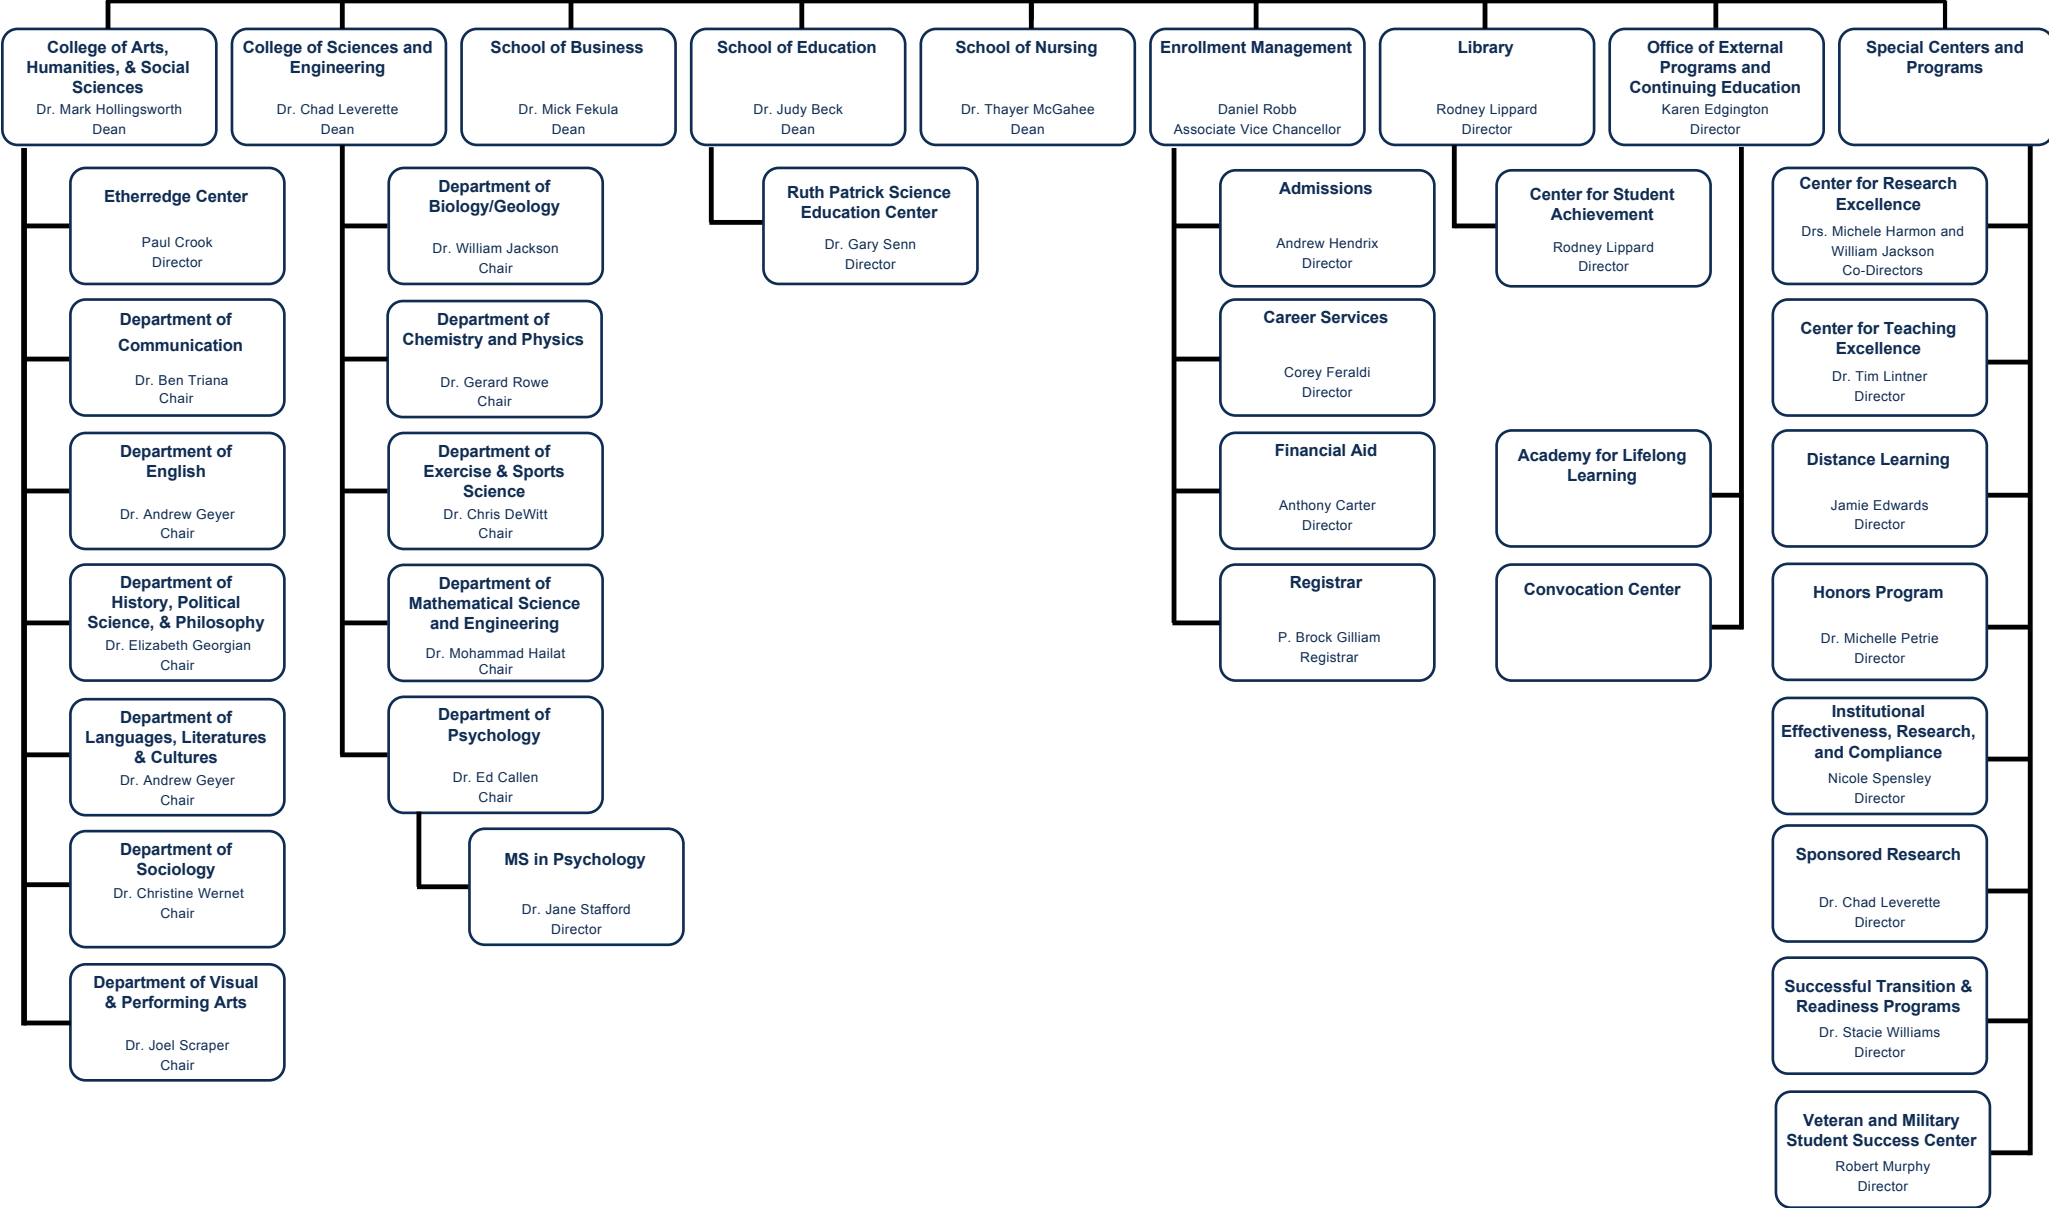 College of Arts,
Humanities, & Social
Sciences
Dr. Mark Hollingsworth
Dean
College of Sciences and
Engineering
Dr. Chad Leverette
Dean
School of Business
Dr. Mick Fekula
Dean
School of Education
Dr. Judy Beck
Dean
School of Nursing
Dr. Thayer McGahee
Dean
Enrollment Management
Daniel Robb
Associate Vice Chancellor
Library
Rodney Lippard
Director
Office of External
Programs and
Continuing Education
Karen Edgington
Director
Special Centers and
Programs
Etherredge Center
Paul Crook
Director
Department of
Communication
Dr. Ben Triana
Chair
Department of
English
Dr. Andrew Geyer
Chair
Department of
History, Political
Science, & Philosophy
Dr. Elizabeth Georgian
Chair
Department of
Languages, Literatures
& Cultures
Dr. Andrew Geyer
Chair
Department of
Sociology
Dr. Christine Wernet
Chair
Department of Visual
& Performing Arts
Dr. Joel Scraper
Chair
Department of
Biology/Geology
Dr. William Jackson
Chair
Department of
Chemistry and Physics
Dr. Gerard Rowe
Chair
Department of
Exercise & Sports
Science
Dr. Chris DeWitt
Chair
Department of
Mathematical Science
and Engineering
Dr. Mohammad Hailat
Chair
Department of
Psychology
Dr. Ed Callen
Chair
MS in Psychology
Dr. Jane Stafford
Director
Ruth Patrick Science
Education Center
Dr. Gary Senn
Director
Admissions
Andrew Hendrix
Director
Career Services
Corey Feraldi
Director
Financial Aid
Anthony Carter
Director
Registrar
P. Brock Gilliam
Registrar
Center for Student
Achievement
Rodney Lippard
Director
Academy for Lifelong
Learning
Convocation Center
Center for Research
Excellence
Drs. Michele Harmon and
William Jackson
Co-Directors
Center for Teaching
Excellence
Dr. Tim Lintner
Director
Distance Learning
Jamie Edwards
Director
Honors Program
Dr. Michelle Petrie
Director
Institutional
Effectiveness, Research,
and Compliance
Nicole Spensley
Director
Sponsored Research
Dr. Chad Leverette
Director
Successful Transition &
Readiness Programs
Dr. Stacie Williams
Director
Veteran and Military
Student Success Center
Robert Murphy
Director